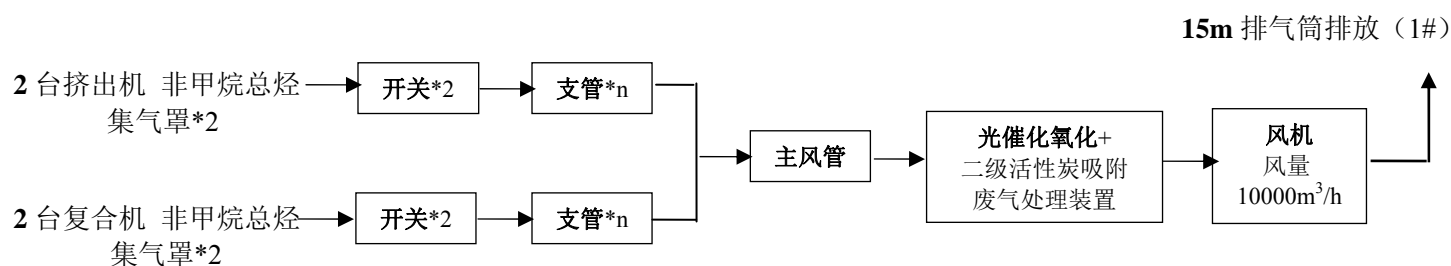 15m 排气筒排放（1#）
2 台挤出机 非甲烷总烃
集气罩*2
开关*2
支管*n
主风管
光催化氧化+
二级活性炭吸附
废气处理装置
风机
风量
10000m³/h
2 台复合机 非甲烷总烃
集气罩*2
开关*2
支管*n